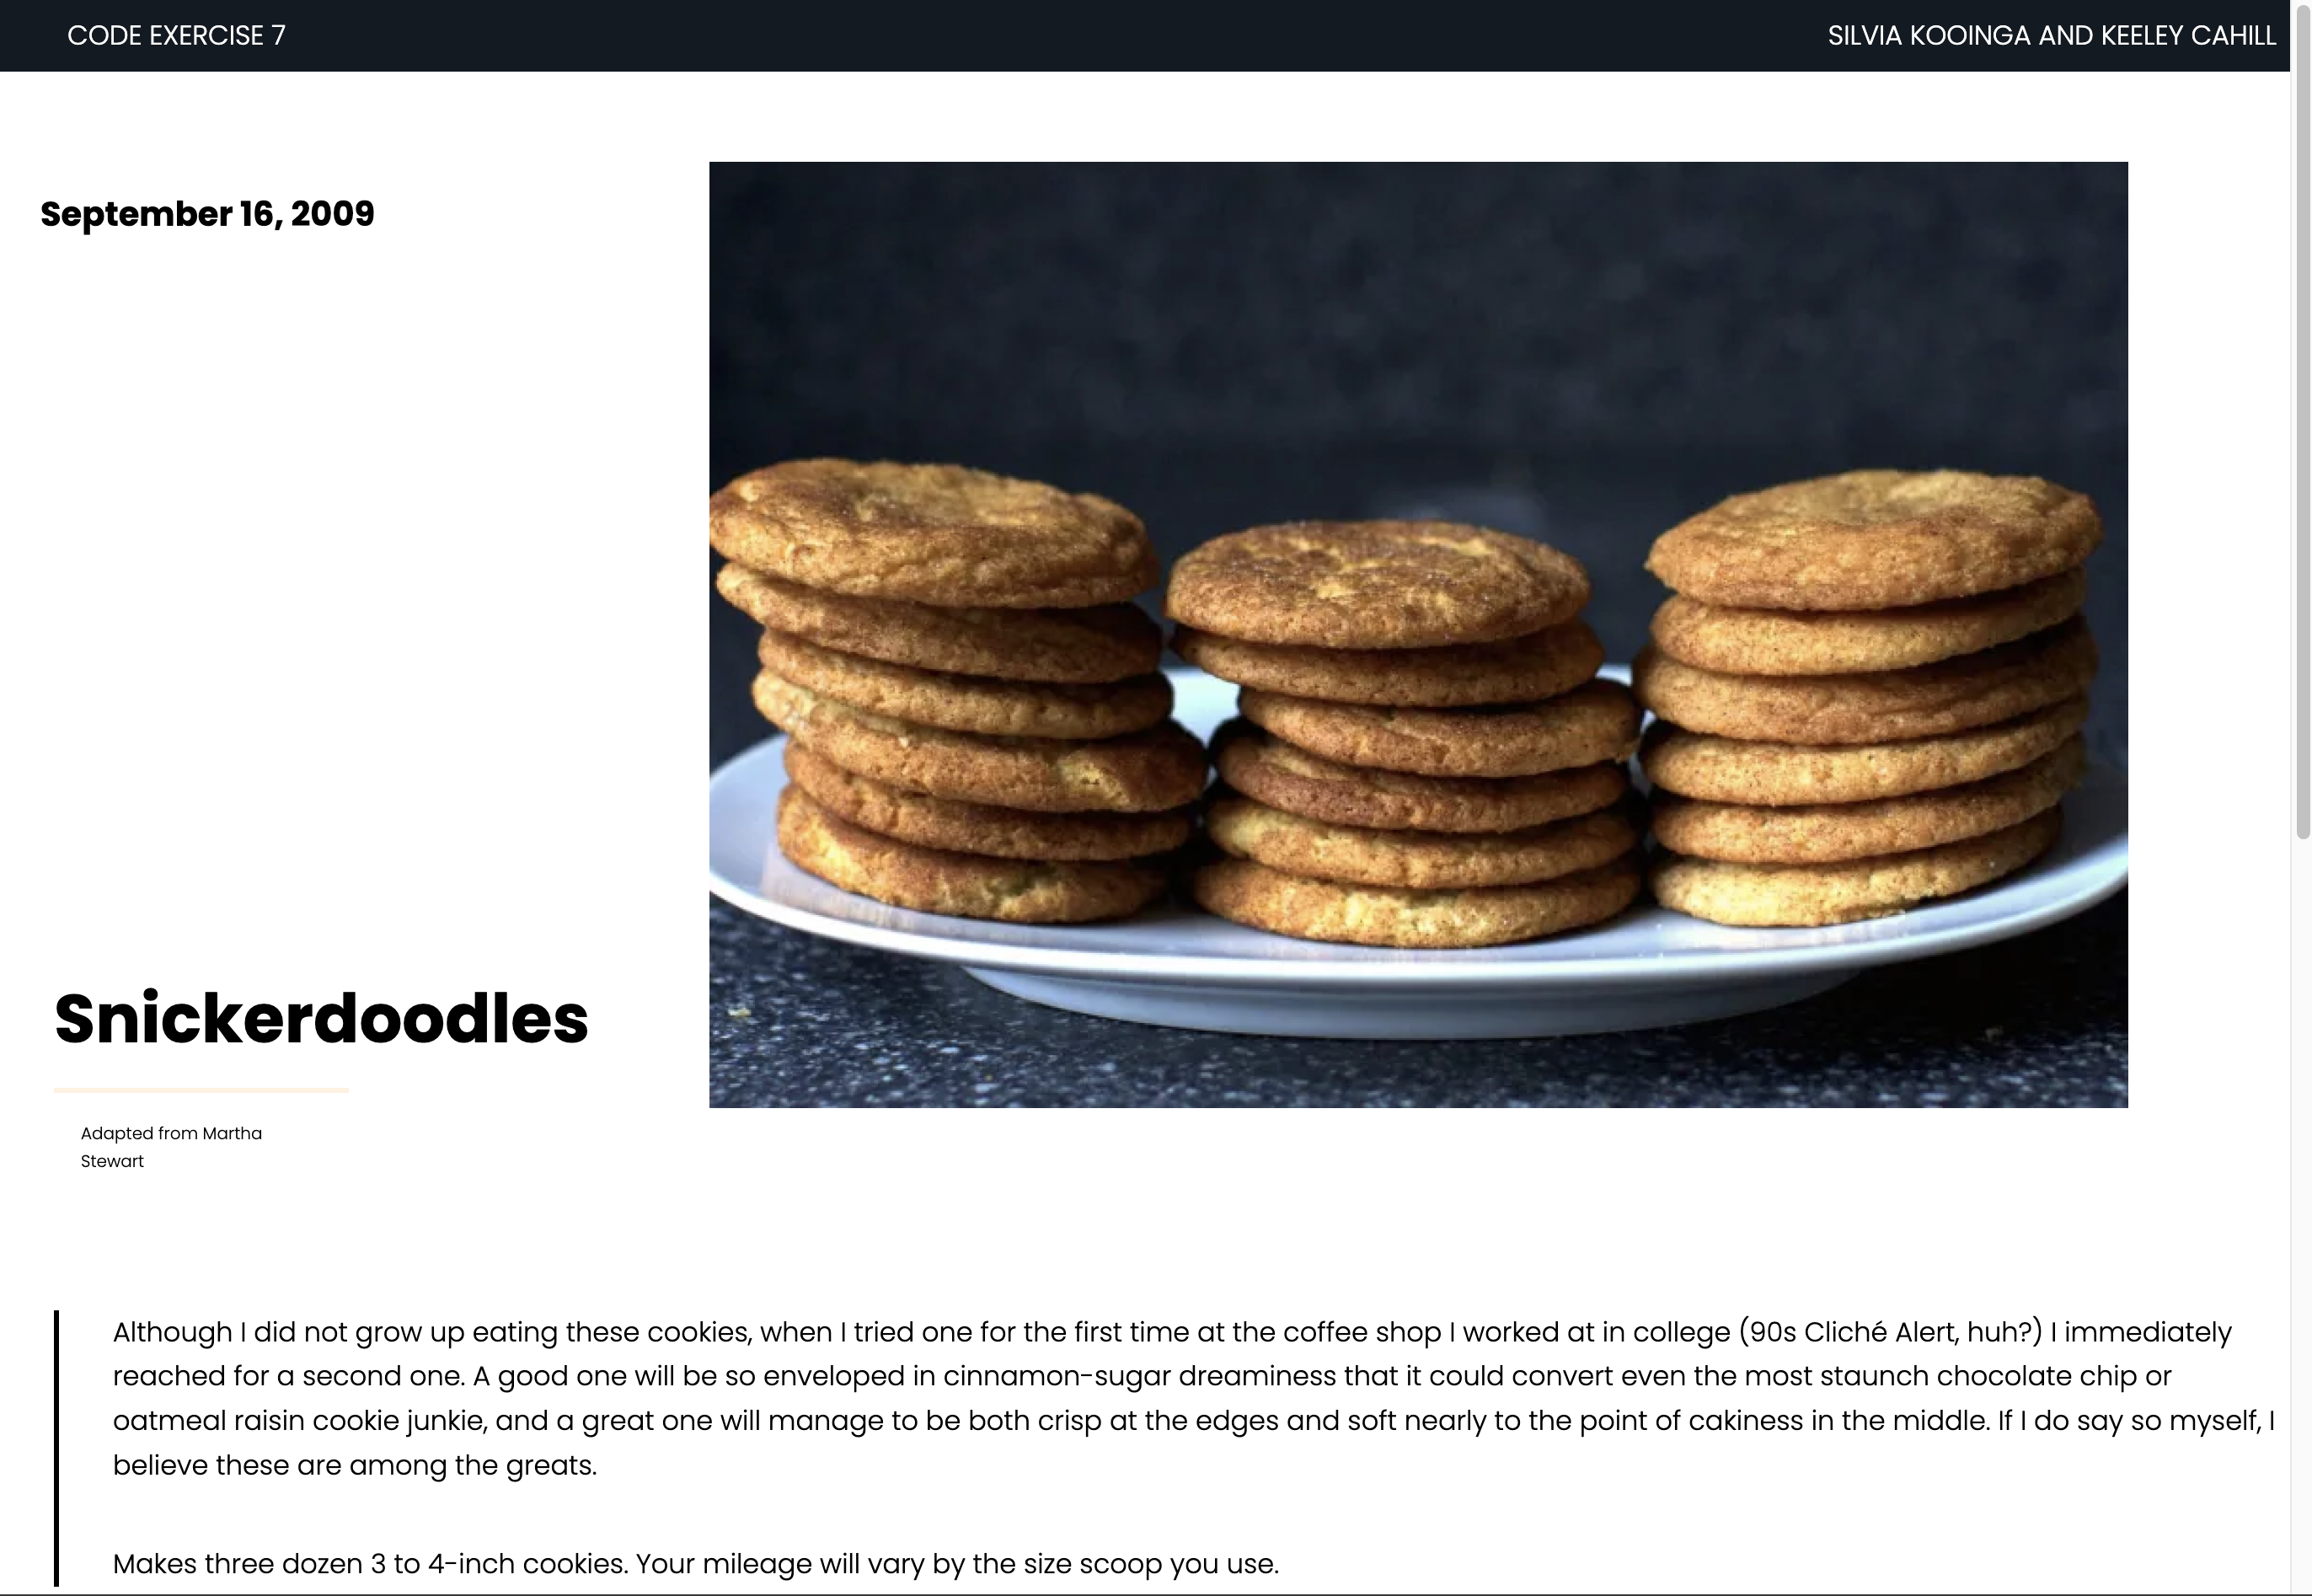 CODE EXERCISE 7
SILVIA KOOINGA AND KEELEY CAHILL
September 16, 2009
Snickerdoodles
Adapted from Martha
Stewart
Although I did not grow up eating these cookies, when I tried one for the first time at the coffee shop I worked at in college (90s Cliché Alert, huh?) I immediately
reached for a second one. A good one will be so enveloped in cinnamon-sugar dreaminess that it could convert even the most staunch chocolate chip or
oatmeal raisin cookie junkie, and a great one will manage to be both crisp at the edges and soft nearly to the point of cakiness in the middle. If I do say so myself, I
believe these are among the greats.
Makes three dozen 3 to 4-inch cookies. Your mileage will vary by the size scoop you use.